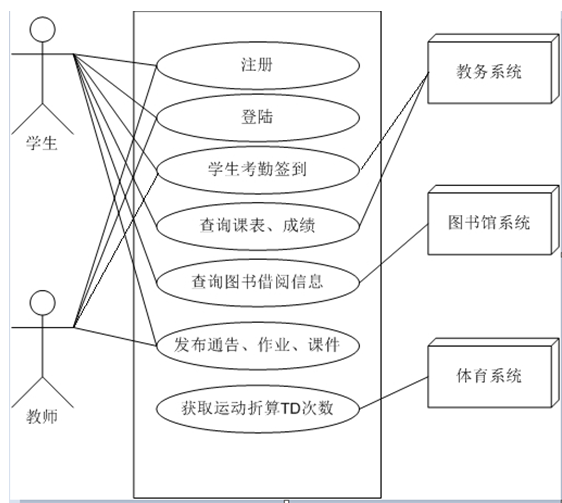 注册
教务系统
登陆
学生
学生考勤签到
查询课表、成绩
图书馆系统
查询图书借阅信息
发布通告、作业、课件
体育系统
获取运动折算TD次数
教师